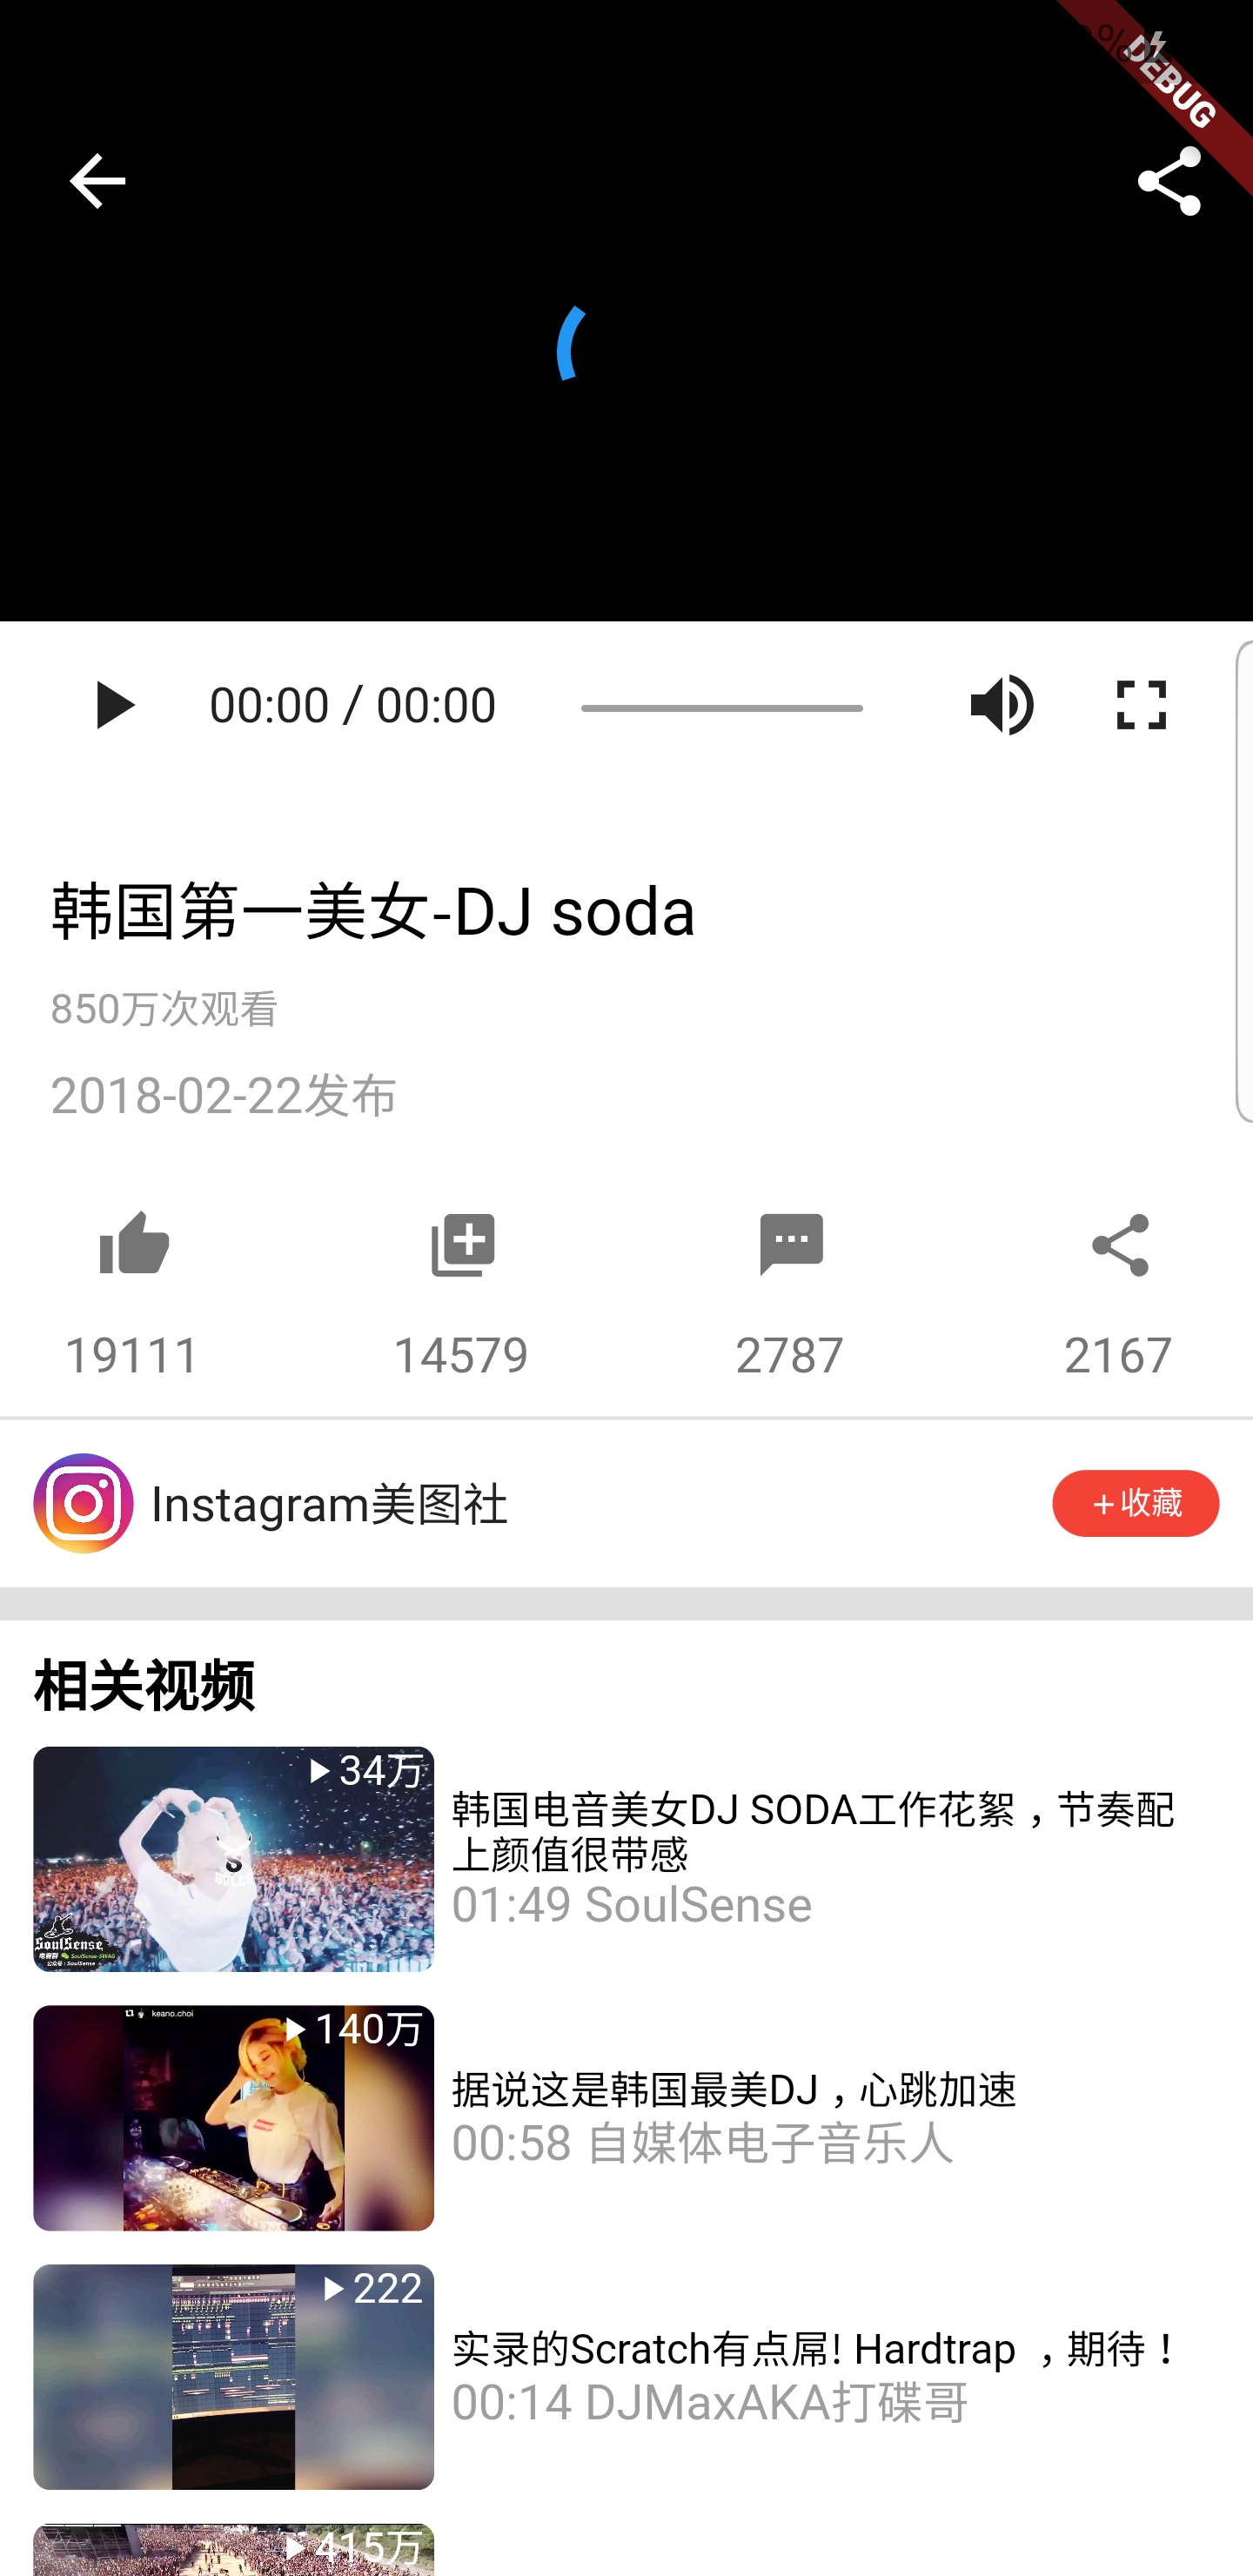 DEBUG
00:00 / 00:00
韩国第一美女-DJ soda
850万次观看
2018-02-22发布
19111
14579
2787
2167
Instagram美图社
+收藏
相关视频
34万
SoulSense
韩国电音美女DJ SODA工作花絮，节奏配
上颜值很带感
01:49 SoulSense
keano.choi
140万
据说这是韩国最美DJ，心跳加速
00:58 自媒体电子音乐人
222
实录的Scratch有点屌! Hardtrap ，期待！
00:14 DJMaxAKA打碟哥
415万